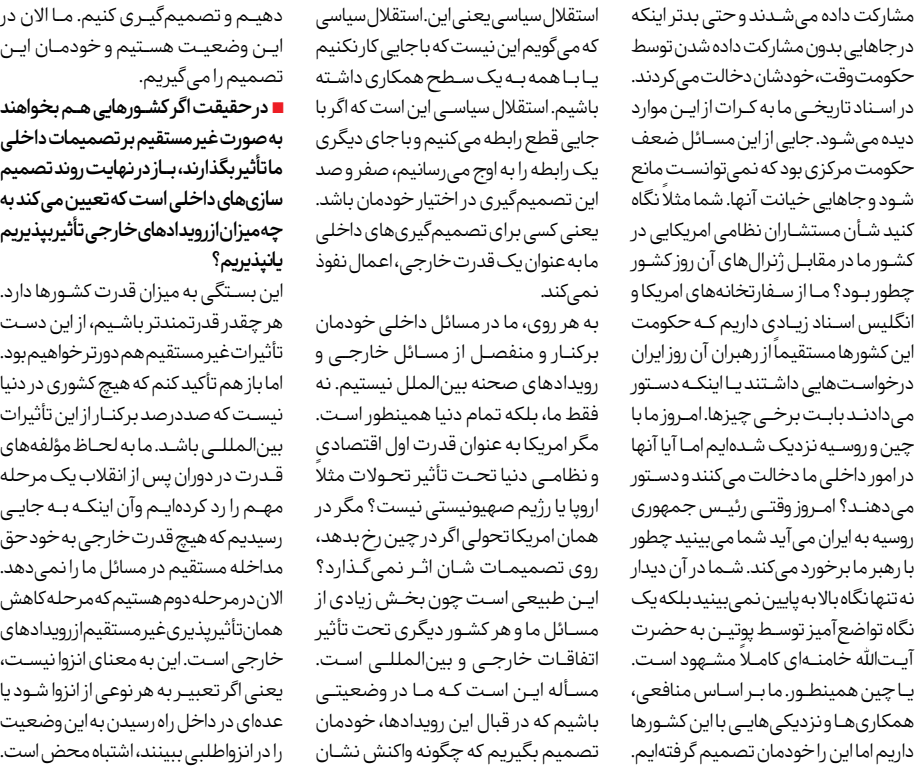 مشارکت داده می‌شدند و حتی بدتر اینکه
در جاهایی بدون مشارکت داده شدن توسط
حکومت وقت، خودشان دخالت می‌کردند.
در اسناد تاریخی ما به کرات از این موارد
دیده می‌شود. جایی از این مسائل ضعف
حکومت مرکزی بود که نمی‌توانست مانع
شود و جاهایی خیانت آنها. شما مثلاً نگاه
کنید شأن مستشاران نظامی امریکایی در
کشور ما در مقابل ژنرال‌های آن روز کشور
چطور بود؟ ما از سفارتخانه‌های امریکا و
انگلیس اسناد زیادی داریم که حکومت
این کشورها مستقیماً از رهبران آن روز ایران
درخواست‌هایی داشتند یا اینکه دستور
می‌دادند بابت برخی چیزها. امروز ما با
چین و روسیه نزدیک شده‌ایم اما آیا آنها
در امور داخلی ما دخالت می‌کنند و دستور
می‌دهند؟ امروز وقتی رئیس جمهوری
روسیه به ایران می‌آید شما می‌بینید چطور
با رهبر ما برخورد می‌کند. شما در آن دیدار
نه تنها نگاه بالا به پایین نمی‌بینید بلکه یک
نگاه تواضع‌آمیز توسط پوتین به حضرت
آیت‌الله خامنه‌ای کاملاً مشهود است.
یا چین همینطور. ما بر اساس منافعی،
همکاری‌ها و نزدیکی‌هایی با این کشورها
داریم اما این را خودمان تصمیم گرفته‌ایم.
استقلال سیاسی یعنی این. استقلال سیاسی
که می‌گویم این نیست که با جایی کار نکنیم
یا با همه به یک سطح همکاری داشته
باشیم. استقلال سیاسی این است که اگر با
جایی قطع رابطه می‌کنیم و با جای دیگری
یک رابطه را به اوج می‌رسانیم، صفر و صد
این تصمیم‌گیری در اختیار خودمان باشد.
یعنی کسی برای تصمیم‌گیری‌های داخلی
ما به عنوان یک قدرت خارجی، اعمال نفوذ
نمی‌کند.
به هر روی، ما در مسائل داخلی خودمان
برکنار و منفصل از مسائل خارجی و
رویدادهای صحنه بین‌الملل نیستیم. نه
فقط ما، بلکه تمام دنیا همینطور است.
مگر امریکا به عنوان قدرت اول اقتصادی
و نظامی دنیا تحت تأثیر تحولات مثلاً
اروپا یا رژیم صهیونیستی نیست؟ مگر در
همان امریکا تحولی اگر در چین رخ بدهد،
روی تصمیمات شان اثر نمی‌گذارد؟
این طبیعی است چون بخش زیادی از
مسائل ما و هر کشور دیگری تحت تأثیر
اتفاقات خارجی و بین‌المللی است.
مسأله این است که ما در وضعیتی
باشیم که در قبال این رویدادها، خودمان
تصمیم بگیریم که چگونه واکنش نشان
دهیم و تصمیم‌گیری کنیم. ما الان در
این وضعیت هستیم و خودمان این
تصمیم را می‌گیریم.
■ در حقیقت اگر کشورهایی هم بخواهند
به صورت غیر مستقیم بر تصمیمات داخلی
ما تأثیر بگذارند، باز در نهایت روند تصمیم
سازی‌های داخلی است که تعیین می‌کند به
چه میزان از رویدادهای خارجی تأثیر بپذیریم
یا نپذیریم؟
این بستگی به میزان قدرت کشورها دارد.
هر چقدر قدرتمندتر باشیم، از این دست
تأثیرات غیر مستقیم هم دورتر خواهیم بود.
اما باز هم تأکید کنم که هیچ کشوری در دنیا
نیست که صددرصد برکنار از این تأثیرات
بین‌المللی باشد. ما به لحاظ مؤلفه‌های
قدرت در دوران پس از انقلاب یک مرحله
مهم را رد کرده‌ایم و آن اینکه به جایی
رسیدیم که هیچ قدرت خارجی به خود حق
مداخله مستقیم در مسائل ما را نمی‌دهد.
الان در مرحله دوم هستیم که مرحله کاهش
همان تأثیرپذیری غیر مستقیم از رویدادهای
خارجی است. این به معنای انزوا نیست،
یعنی اگر تعبیر به هر نوعی از انزوا شود یا
عده‌ای در داخل راه رسیدن به این وضعیت
را در انزواطلبی ببینند، اشتباه محض است.